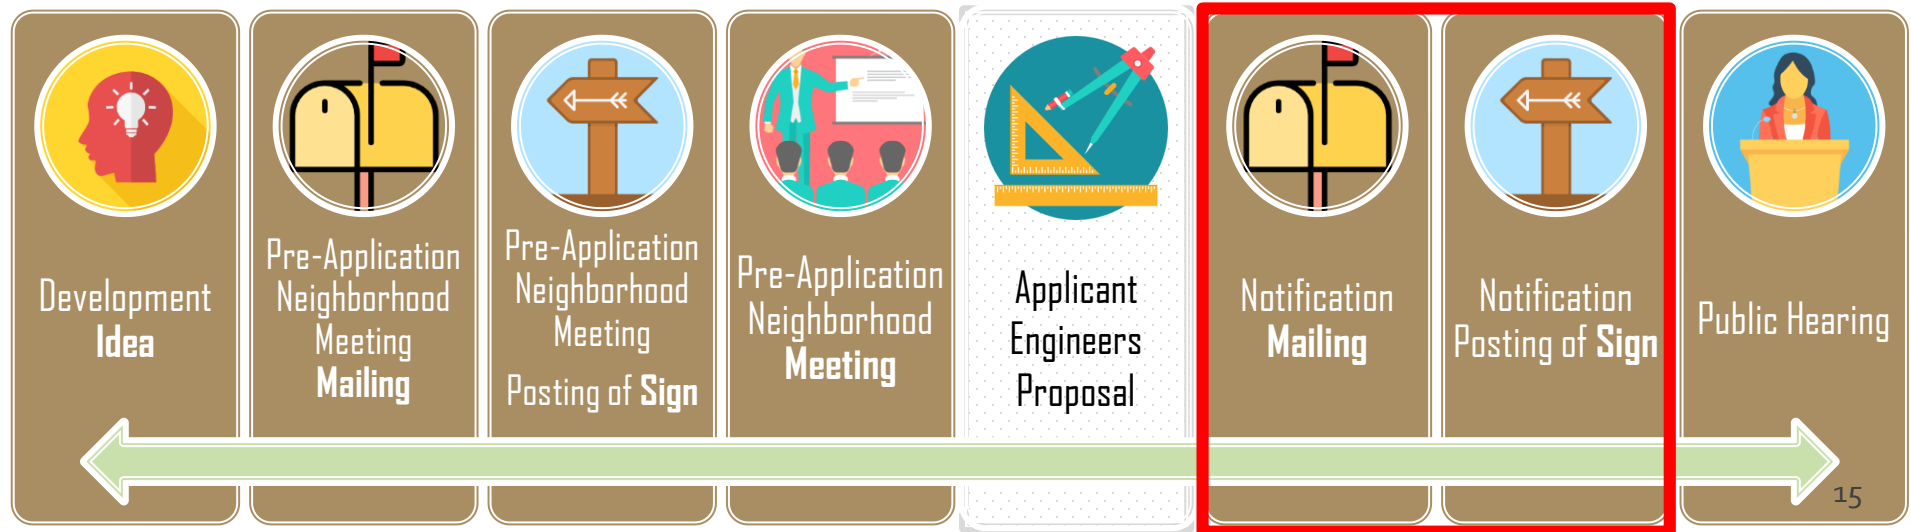 Development
Idea
Pre-Application
Neighborhood
Meeting
Mailing
Pre-Application
Neighborhood
Meeting
Posting of Sign
Pre-Application
Neighborhood
Meeting
Applicant
Engineers
Proposal
Notification
Mailing
Notification
Posting of Sign
Public Hearing
15